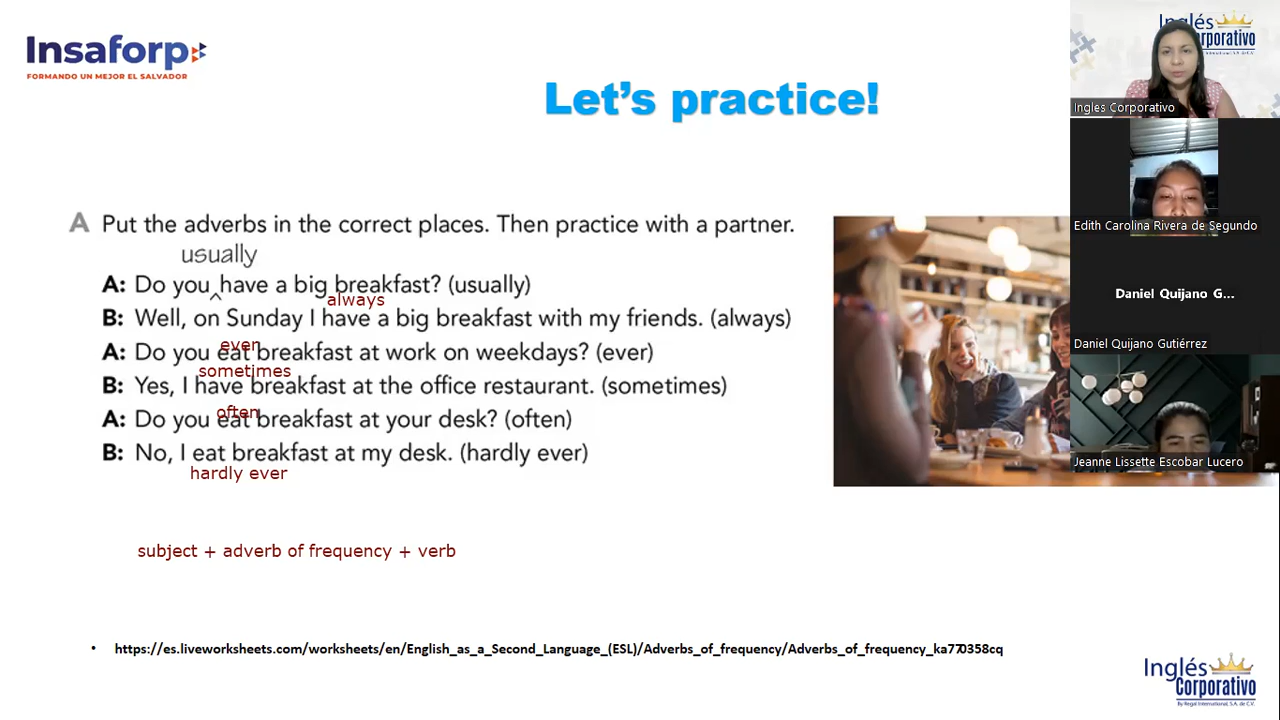 Insaforp
FORMANDO UN MEJOR EL SALVADOR
Let's practice!
A Put the adverbs in the correct places. Then practice with a partner.
usually
A: Do you ^ have a big breakfast? (usually)
always
B: Well, on Sunday I have a big breakfast with my friends. (always)
ever
A: Do you eat breakfast at work on weekdays? (ever)
sometimes
B: Yes, I have breakfast at the office restaurant. (sometimes)
often
A: Do you eat breakfast at your desk? (often)
B: No, I eat breakfast at my desk. (hardly ever)
hardly ever
subject + adverb of frequency + verb
• https://es.liveworksheets.com/worksheets/en/English_as_a_Second_Language_(ESL)/Adverbs_of_frequency/Adverbs_of_frequency_ka770358cq
Inglés
Corporativo
By Regal International, S.A. de C.V.
Inglés
Corporativo
Ingles Corporativo
Edith Carolina Rivera de Segundo
Daniel Quijano G...
Daniel Quijano Gutiérrez
Jeanne Lissette Escobar Lucero